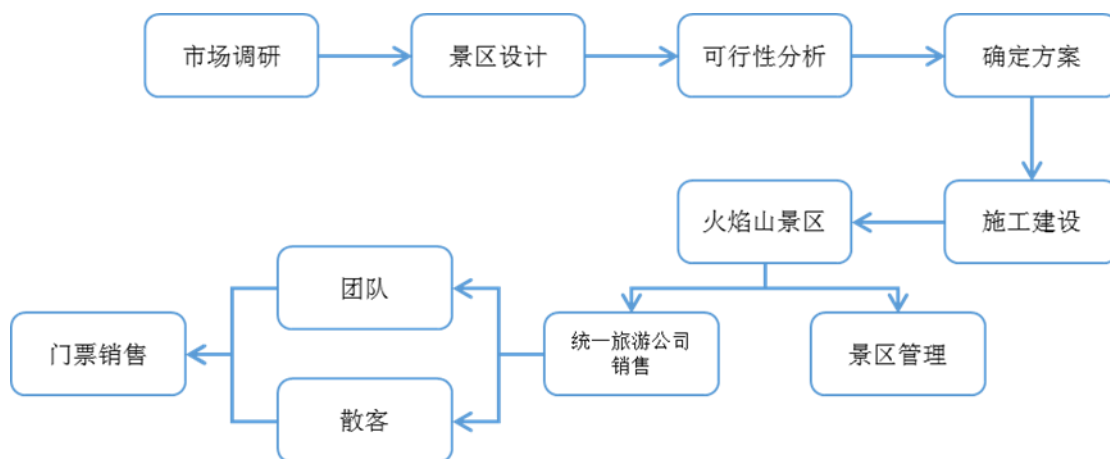 市场调研
景区设计
可行性分析
确定方案
施工建设
火焰山景区
团队
统一旅游公司
销售
景区管理
门票销售
散客